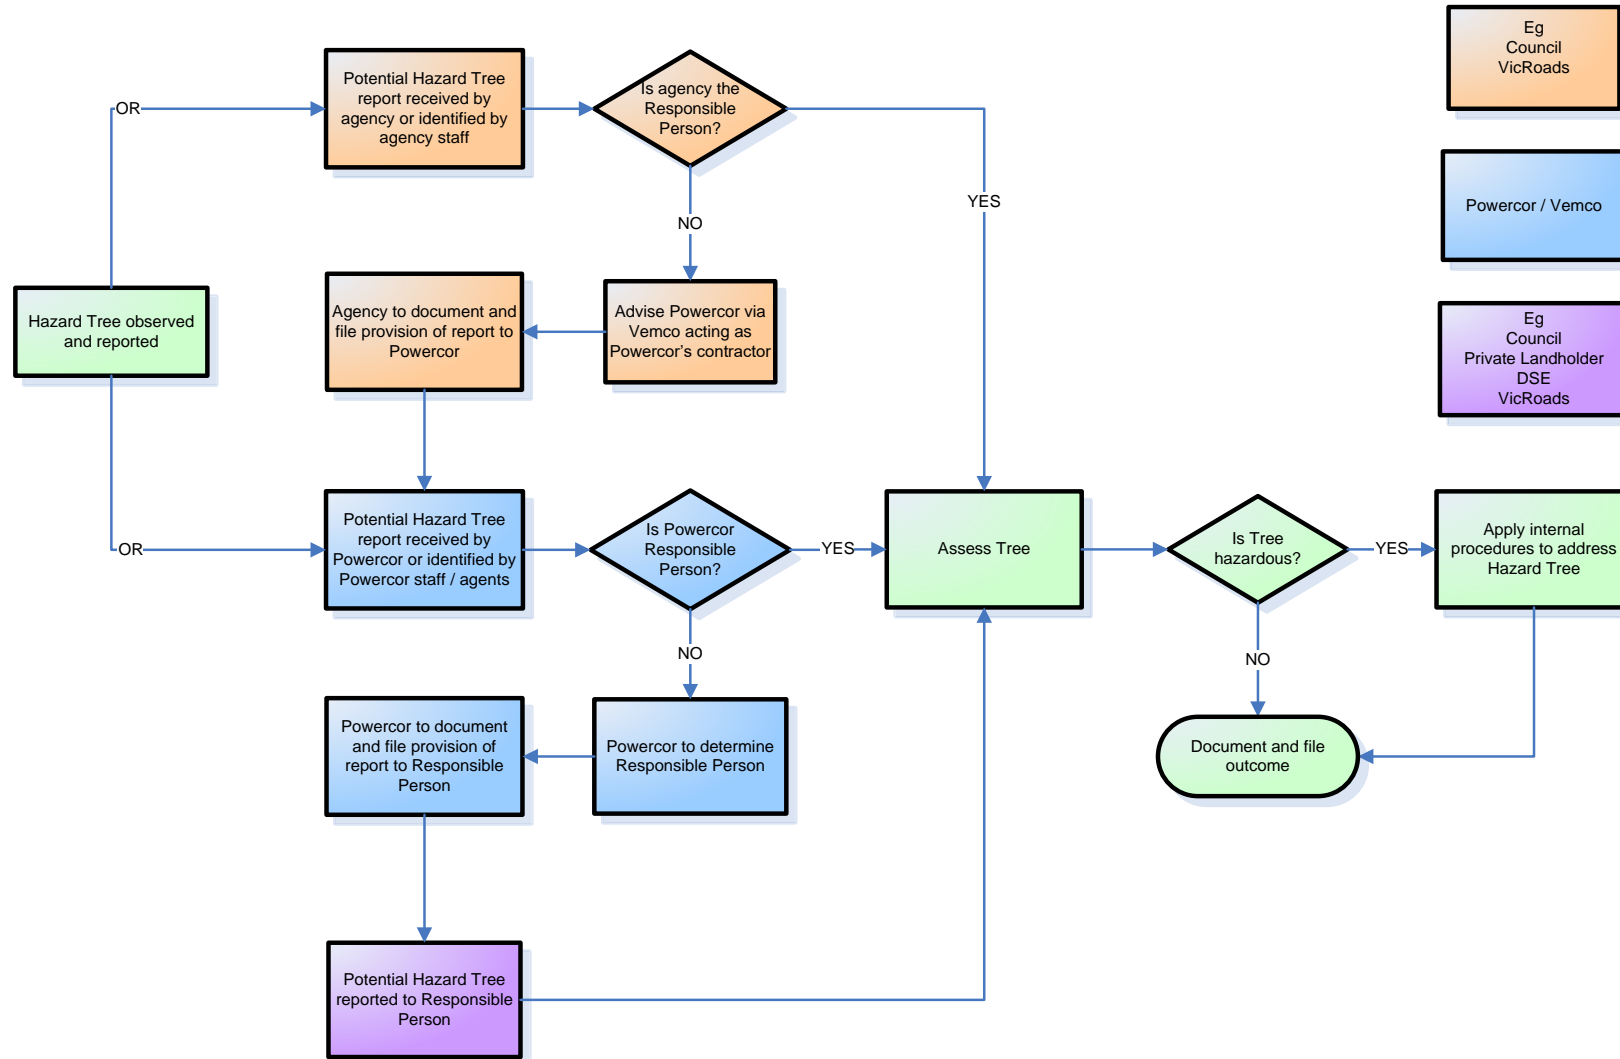 Eg
Council
VicRoads
Potential Hazard Tree
report received by
agency or identified by
agency staff
Is agency the
Responsible
Person?
OR
YES
NO
Powercor / Vemco
Hazard Tree observed
and reported
Agency to document and
file provision of report to
Powercor
Advise Powercor via
Vemco acting as
Powercor's contractor
Eg
Council
Private Landholder
DSE
VicRoads
OR
Potential Hazard Tree
report received by
Powercor or identified by
Powercor staff / agents
Is Powercor
Responsible
Person?
YES
Assess Tree
Is Tree
hazardous?
YES
Apply internal
procedures to address
Hazard Tree
NO
NO
Powercor to document
and file provision of
report to Responsible
Person
Powercor to determine
Responsible Person
Document and file
outcome
Potential Hazard Tree
reported to Responsible
Person